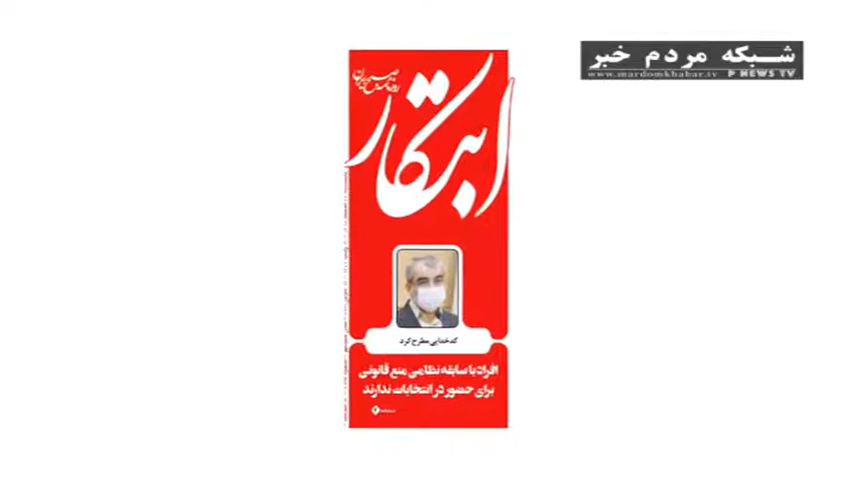 شبکه مردم خبر
www.mardomkhabar.tv P NEWS TV
ابتکار
کدخدایی مطرح کرد
افراد با سابقه نظامی منع قانونی
برای حضور در انتخابات ندارند